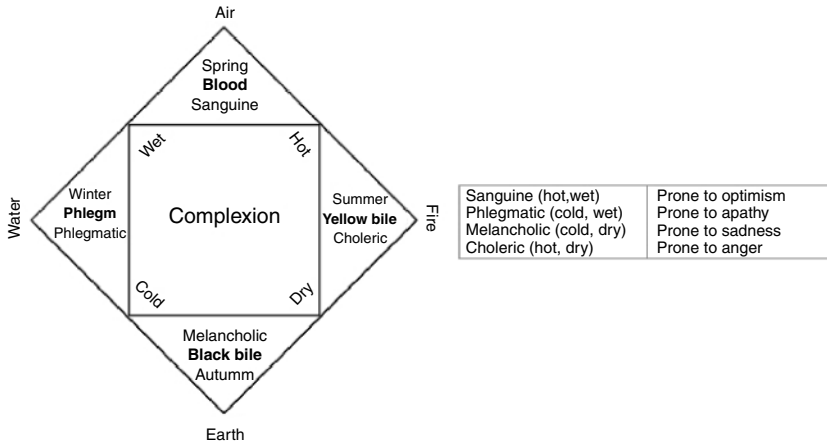 Air
Spring
Blood
Sanguine
Wet
Hot
Water
Winter
Phlegm
Phlegmatic
Complexion
Summer
Yellow bile
Choleric
Fire
Cold
Dry
Melancholic
Black bile
Autumm
Earth
Sanguine (hot,wet) Prone to optimism
Phlegmatic (cold, wet) Prone to apathy
Melancholic (cold, dry) Prone to sadness
Choleric (hot, dry) Prone to anger